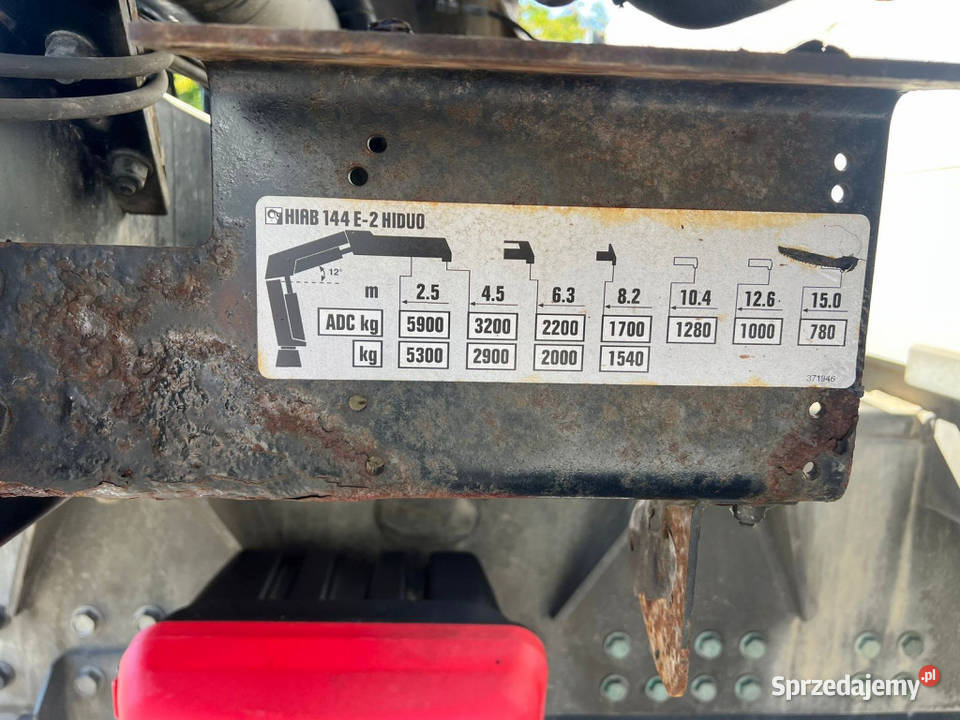 HIAB 144 E-2 HIDUO
12°
m 2.5 4.5 6.3 8.2 10.4 12.6 15.0
ADC kg 5900 3200 2200 1700 1280 1000 780
kg 5300 2900 2000 1540
371946
Sprzedajemy.pl